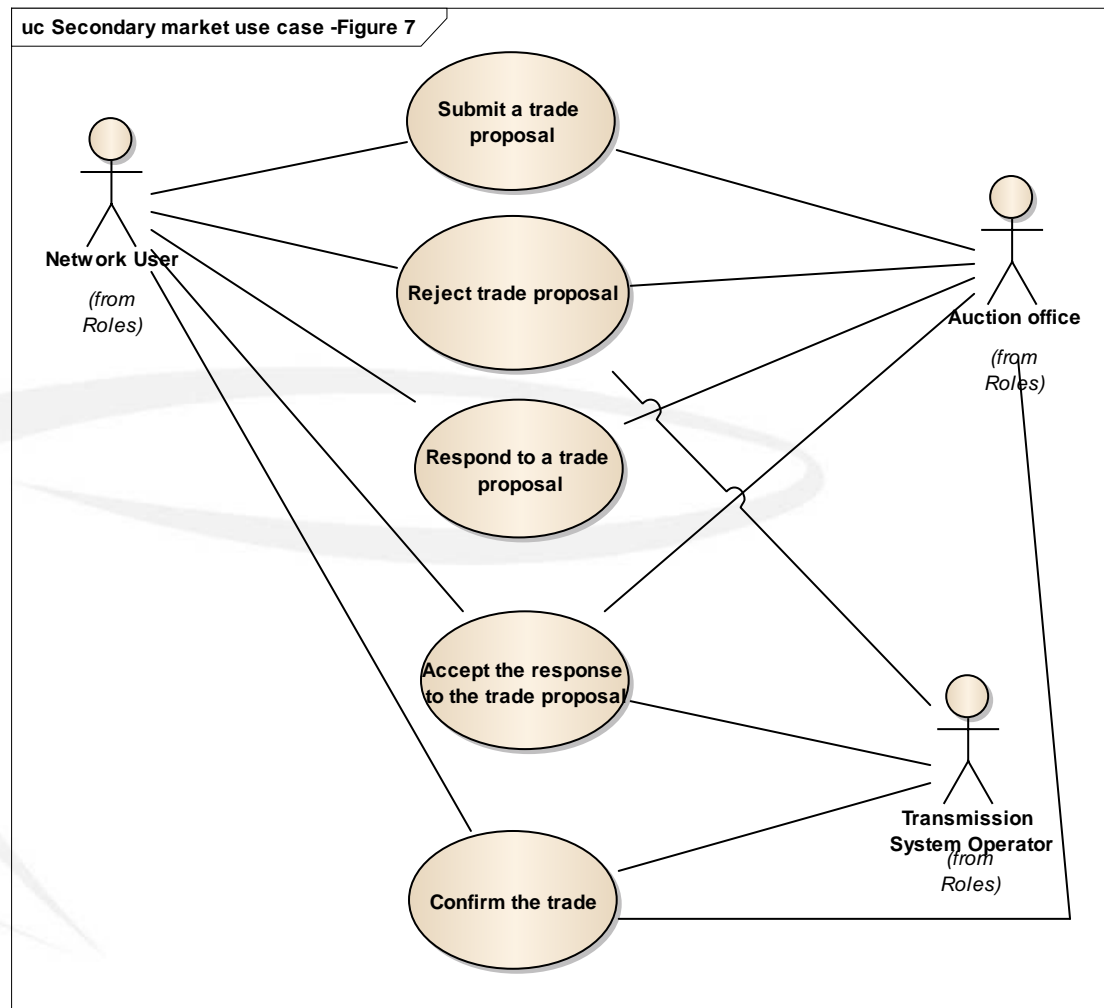 uc Secondary market use case -Figure 7
Submit a trade
proposal
Network User
(from
Roles)
Reject trade proposal
Auction office
(from
Roles)
Respond to a trade
proposal
Accept the response
to the trade proposal
Transmission
System Operator
(from
Roles)
Confirm the trade